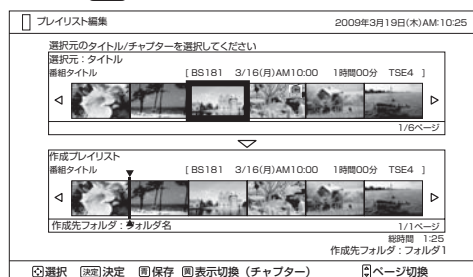 プレイリスト編集 2009年3月19日(木)AM10:25
選択元のタイトル/チャプターを選択してください
選択元：タイトル
番組タイトル [ BS181 3/16(月)AM10:00 1時間00分 TSE4 ]
1/6ページ
作成プレイリスト
番組タイトル [ BS181 3/16(月)AM10:00 1時間00分 TSE4 ]
作成先フォルダ：フォルダ名 1/1ページ
総時間 1:25
作成先フォルダ：フォルダ1
選択 決定 決定 青 保存 黄 表示切換（チャプター） ページ切換